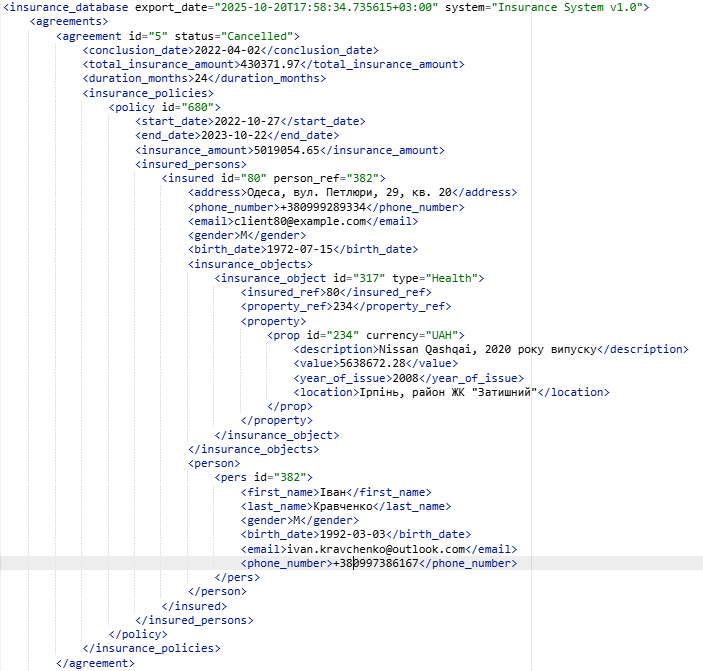 <insurance_database export_date="2025-10-20T17:58:34.735615+03:00" system="Insurance System v1.0">
<agreements>
<agreement id="5" status="Cancelled">
<conclusion_date>2022-04-02</conclusion_date>
<total_insurance_amount>430371.97</total_insurance_amount>
<duration_months>24</duration_months>
<insurance_policies>
<policy id="680">
<start_date>2022-10-27</start_date>
<end_date>2023-10-22</end_date>
<insurance_amount>5019054.65</insurance_amount>
<insured_persons>
<insured id="80" person_ref="382">
<address>Одеса, вул. Петлюри, 29, кв. 20</address>
<phone_number>+380999289334</phone_number>
<email>client80@example.com</email>
<gender>M</gender>
<birth_date>1972-07-15</birth_date>
<insurance_objects>
<insurance_object id="317" type="Health">
<insured_ref>80</insured_ref>
<property_ref>234</property_ref>
<property>
<prop id="234" currency="UAH">
<description>Nissan Qashqai, 2020 року випуску</description>
<value>5638672.28</value>
<year_of_issue>2008</year_of_issue>
<location>Ірпінь, район ЖК "Затишний"</location>
</prop>
</property>
</insurance_object>
</insurance_objects>
<person>
<pers id="382">
<first_name>Іван</first_name>
<last_name>Кравченко</last_name>
<gender>M</gender>
<birth_date>1992-03-03</birth_date>
<email>ivan.kravchenko@outlook.com</email>
<phone_number>+380997386167</phone_number>
</pers>
</person>
</insured>
</insured_persons>
</policy>
</insurance_policies>
</agreement>